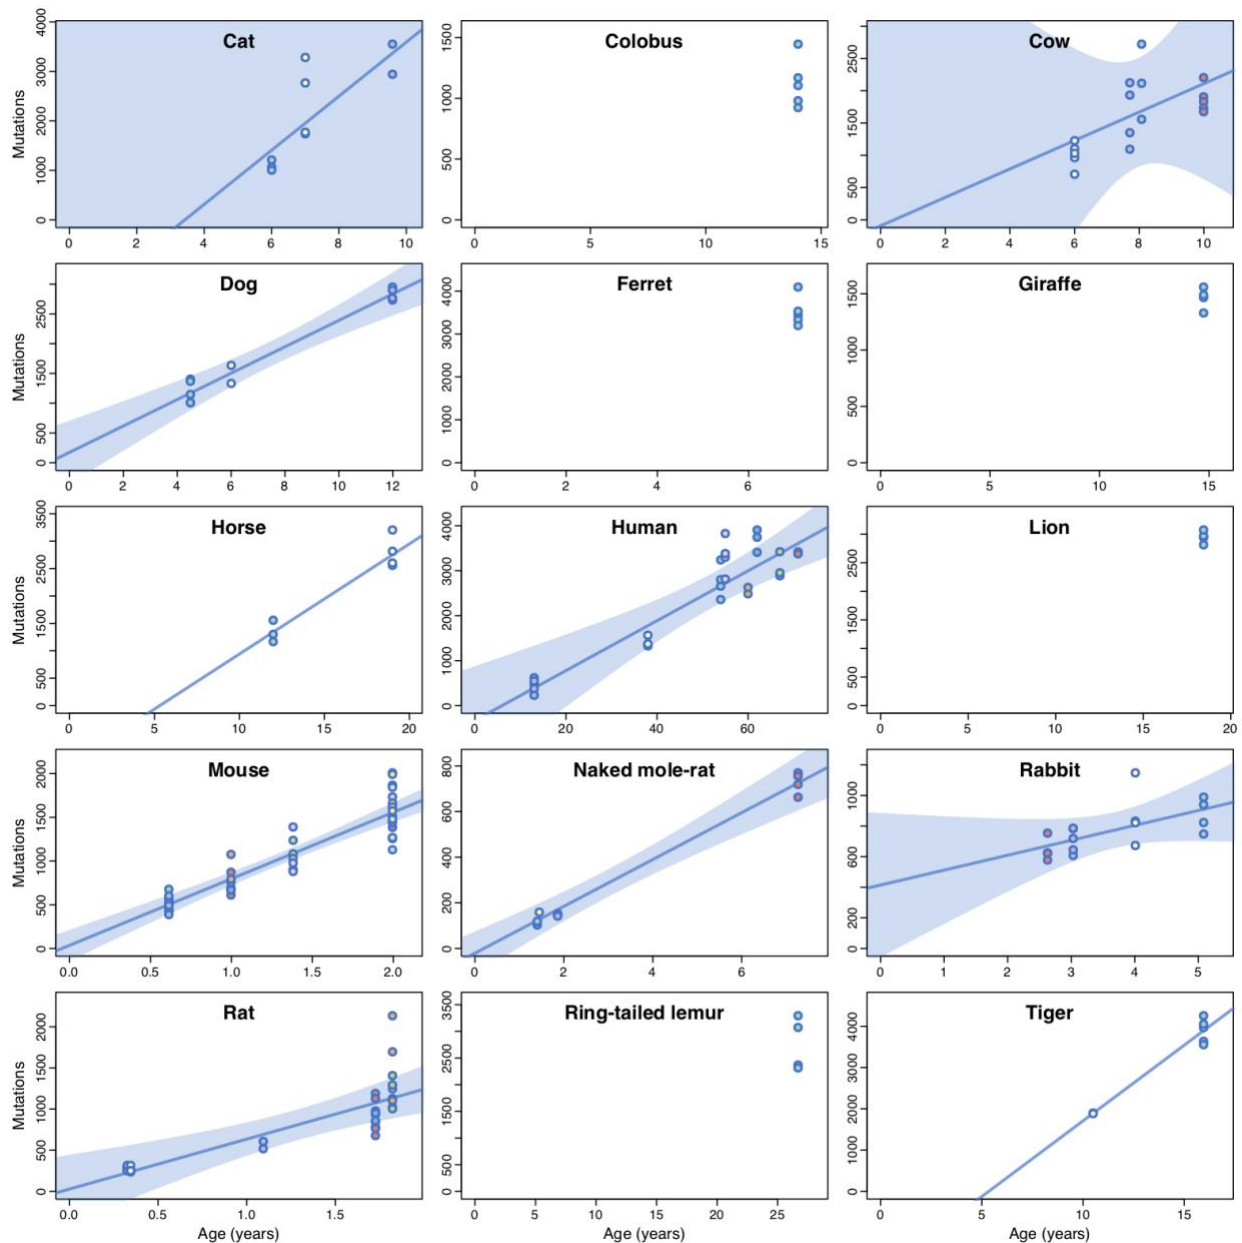 Cat
Mutations
4000
3000
2000
1000
0
0 2 4 6 8 10
Colobus
1500
1000
500
0
0 5 10 15
Cow
2500
1500
500
0
0 2 4 6 8 10
Dog
Mutations
2500
1500
500
0
0 2 4 6 8 10 12
Ferret
4000
3000
2000
1000
0
0 2 4 6
Giraffe
1500
1000
500
0
0 5 10 15
Horse
Mutations
3500
2500
1500
500
0
0 5 10 15 20
Human
4000
3000
2000
1000
0
0 20 40 60
Lion
2500
1500
500
0
0 5 10 15 20
Mouse
Mutations
2000
1500
1000
500
0
0.0 0.5 1.0 1.5 2.0
Naked mole-rat
800
600
400
200
0
0 2 4 6
Rabbit
1000
600
200
0
0 1 2 3 4 5
Rat
Mutations
2000
1500
1000
500
0
0.0 0.5 1.0 1.5
Age (years)
Ring-tailed lemur
3500
2500
1500
500
0
0 5 10 15 20 25
Age (years)
Tiger
4000
3000
2000
1000
0
0 5 10 15
Age (years)